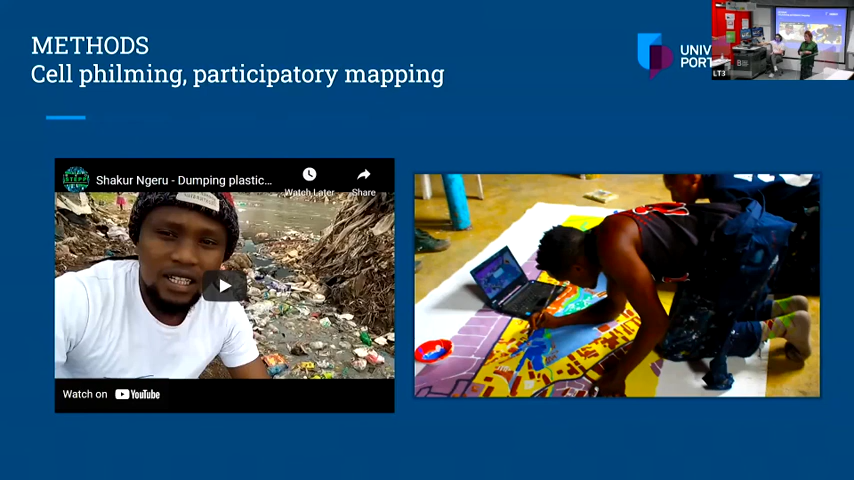 METHODS
Cell philming, participatory mapping
UNIV
PORT
LT3
Shakur Ngeru - Dumping plastic...
Watch Later
Share
Watch on YouTube